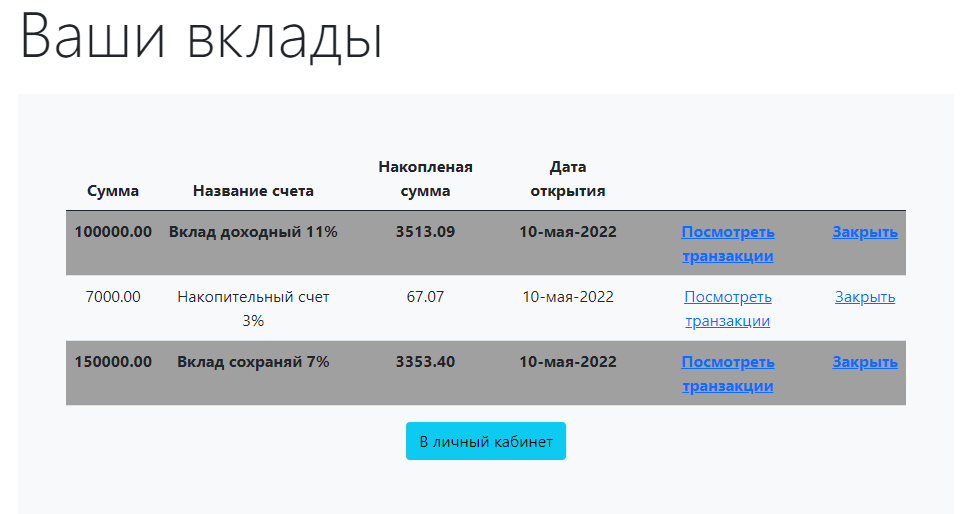 Ваши вклады
Накопленая Дата
Сумма Название счета сумма открытия
100000.00 Вклад доходный 11% 3513.09 10-мая-2022 Посмотреть Закрыть
транзакции
7000.00 Накопительный счет 67.07 10-мая-2022 Посмотреть Закрыть
3% транзакции
150000.00 Вклад сохраняй 7% 3353.40 10-мая-2022 Посмотреть Закрыть
транзакции
В личный кабинет